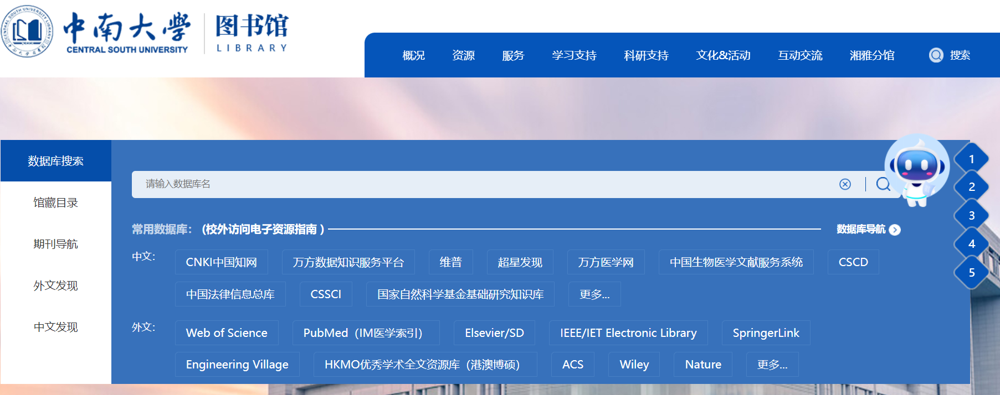 中南大学
CENTRAL SOUTH UNIVERSITY
图书馆
LIBRARY
概况 资源 服务 学习支持 科研支持 文化&活动 互动交流 湘雅分馆 搜索
数据库搜索
馆藏目录
期刊导航
外文发现
中文发现
请输入数据库名
常用数据库： (校外访问电子资源指南 ) 数据库导航
中文： CNKI中国知网 万方数据知识服务平台 维普 超星发现 万方医学网 中国生物医学文献服务系统 CSCD
中国法律信息总库 CSSCI 国家自然科学基金基础研究知识库 更多...
外文： Web of Science PubMed（IM医学索引） Elsevier/SD IEEE/IET Electronic Library SpringerLink
Engineering Village HKMO优秀学术全文资源库（港澳博硕） ACS Wiley Nature 更多...
1
2
3
4
5